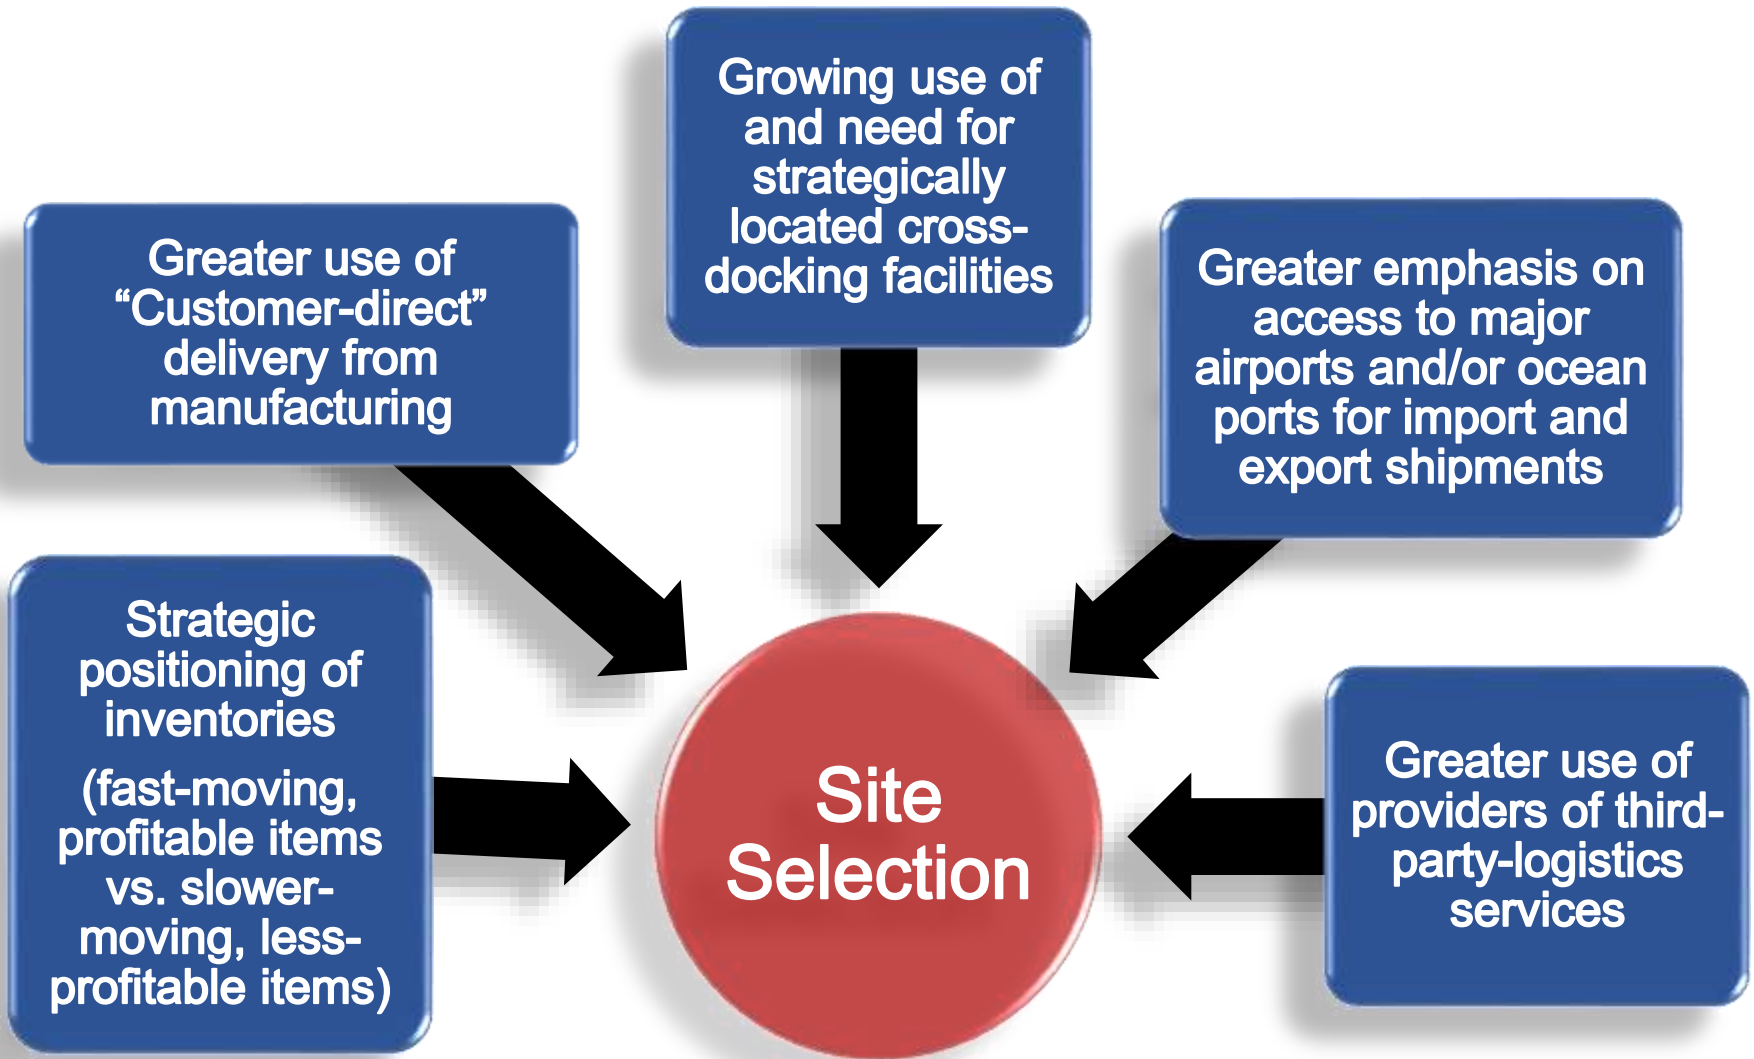 Growing use of
and need for
strategically
located cross-
docking facilities
Greater use of
“Customer-direct”
delivery from
manufacturing
Greater emphasis on
access to major
airports and/or ocean
ports for import and
export shipments
Strategic
positioning of
inventories
(fast-moving,
profitable items
vs. slower-
moving, less-
profitable items)
Site
Selection
Greater use of
providers of third-
party-logistics
services